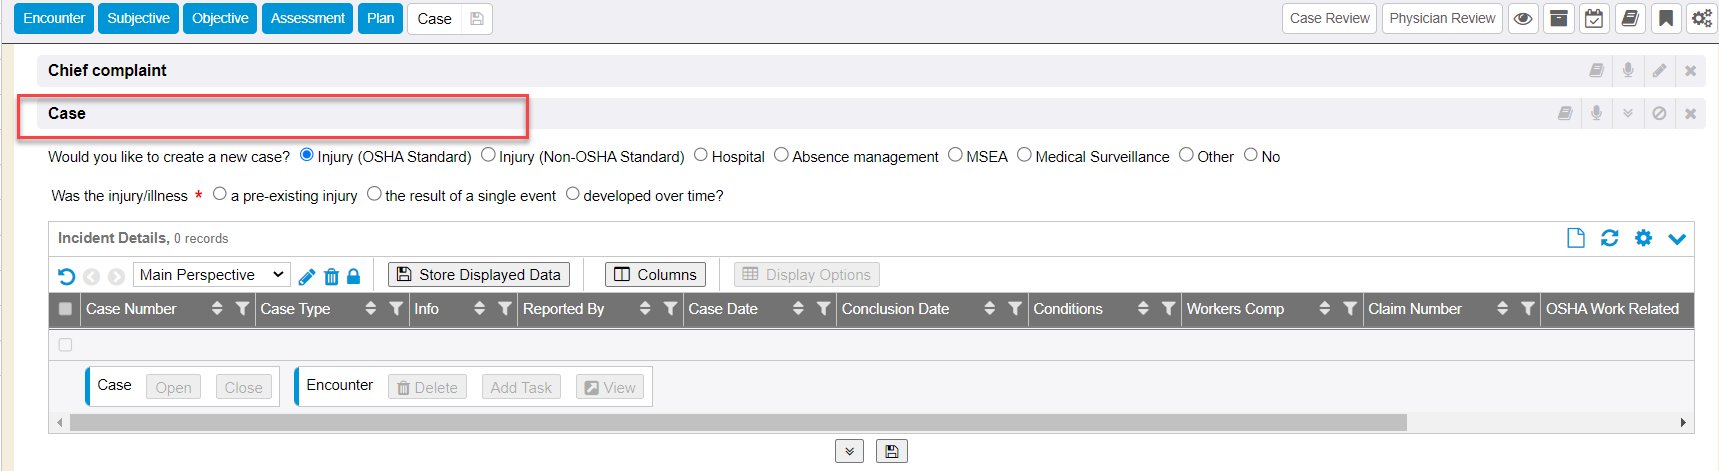 Encounter Subjective Objective Assessment Plan Case Case Review Physician Review
Chief complaint
Case
Would you like to create a new case? Injury (OSHA Standard) Injury (Non-OSHA Standard) Hospital Absence management MSEA Medical Surveillance Other No
Was the injury/illness * a pre-existing injury the result of a single event developed over time?
Incident Details, 0 records
Main Perspective Store Displayed Data Columns Display Options
Case Number Case Type Info Reported By Case Date Conclusion Date Conditions Workers Comp Claim Number OSHA Work Related
Case Open Close Encounter Delete Add Task View